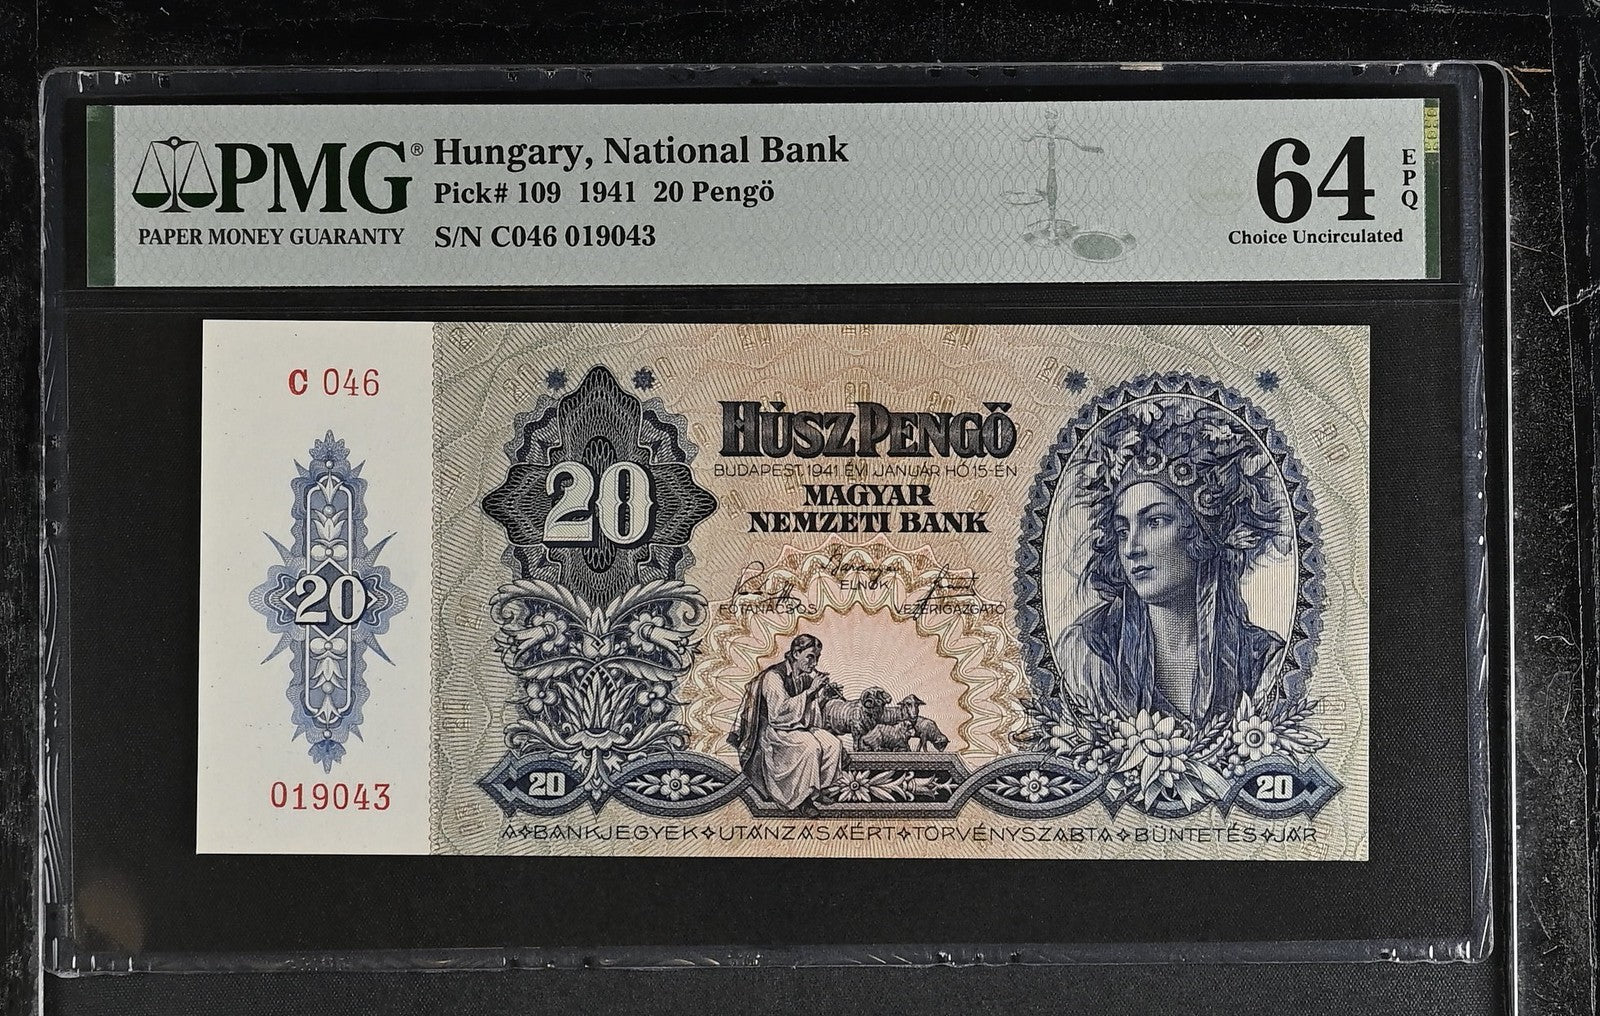 PMG®
PAPER MONEY GUARANTY
Hungary, National Bank
Pick# 109 1941 20 Pengö
S/N C046 019043
64
EPQ
Choice Uncirculated
C 046
20
019043
20
HÚSZ PENGŐ
BUDAPEST, 1941 ÉVI JANUÁR HÓ 15-ÉN
MAGYAR
NEMZETI BANK
ELNÖK
FŐTANÁCSOS
VEZÉRIGAZGATÓ
20
20
A BANKJEGYEK UTÁNZÁSÁÉRT TÖRVÉNYSZABTA BÜNTETÉS JÁR